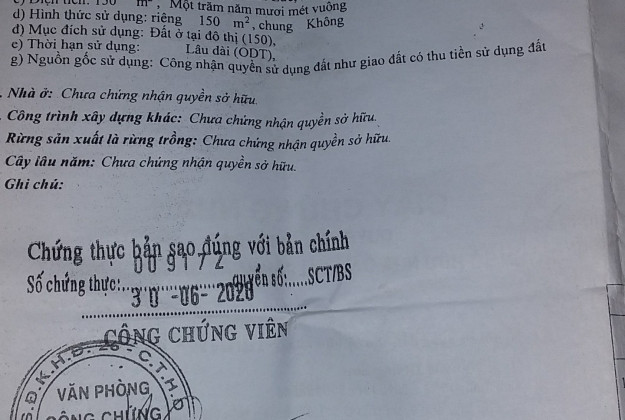 c) Diện tích: 150 m², Một trăm năm mươi mét vuông
d) Hình thức sử dụng: riêng 150 m², chung Không
đ) Mục đích sử dụng: Đất ở tại đô thị (150),
e) Thời hạn sử dụng: Lâu dài (ODT),
g) Nguồn gốc sử dụng: Công nhận quyền sử dụng đất như giao đất có thu tiền sử dụng đất
. Nhà ở: Chưa chứng nhận quyền sở hữu.
. Công trình xây dựng khác: Chưa chứng nhận quyền sở hữu.
Rừng sản xuất là rừng trồng: Chưa chứng nhận quyền sở hữu.
Cây lâu năm: Chưa chứng nhận quyền sở hữu.
Ghi chú:
Chứng thực bản sao đúng với bản chính
009172
Số chứng thực:..............quyển số:.....SCT/BS
30-06-2020
CÔNG CHỨNG VIÊN
S.Đ.K.H.Đ: 26 - C.T.H.D
VĂN PHÒNG
CÔNG CHỨNG